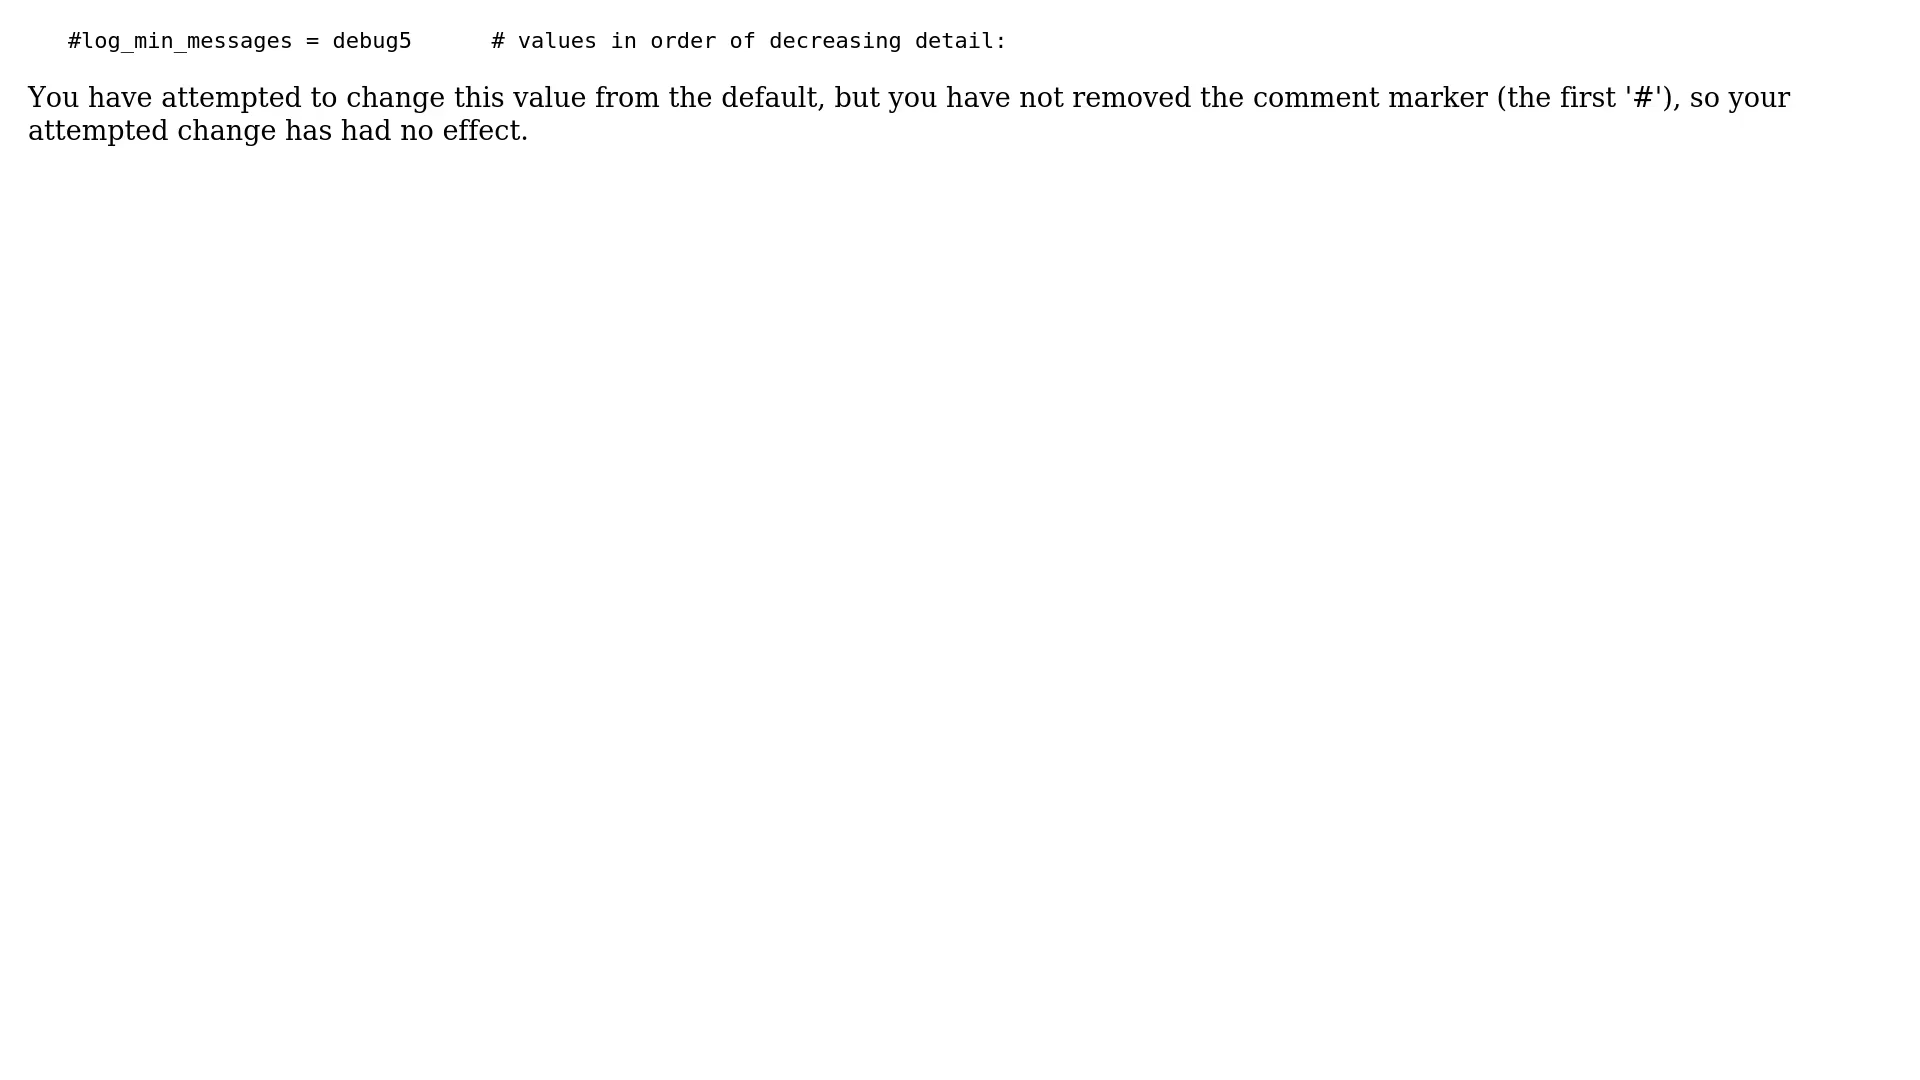 #log_min_messages = debug5      # values in order of decreasing detail:
You have attempted to change this value from the default, but you have not removed the comment marker (the first '#'), so your
attempted change has had no effect.